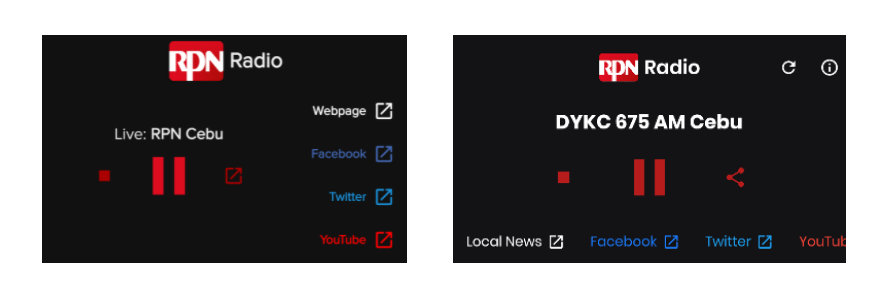 RPN Radio
Webpage
Live: RPN Cebu
Facebook
Twitter
YouTube
RPN Radio
DYKC 675 AM Cebu
Local News Facebook Twitter YouTub